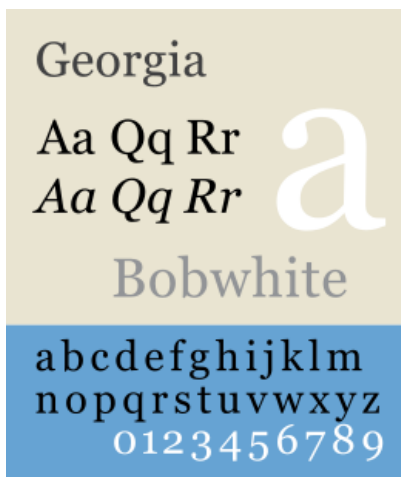 Georgia
Aa Qq Rr
Aa Qq Rr
a
Bobwhite
abcdefghijklm
nopqrstuvwxyz
0123456789